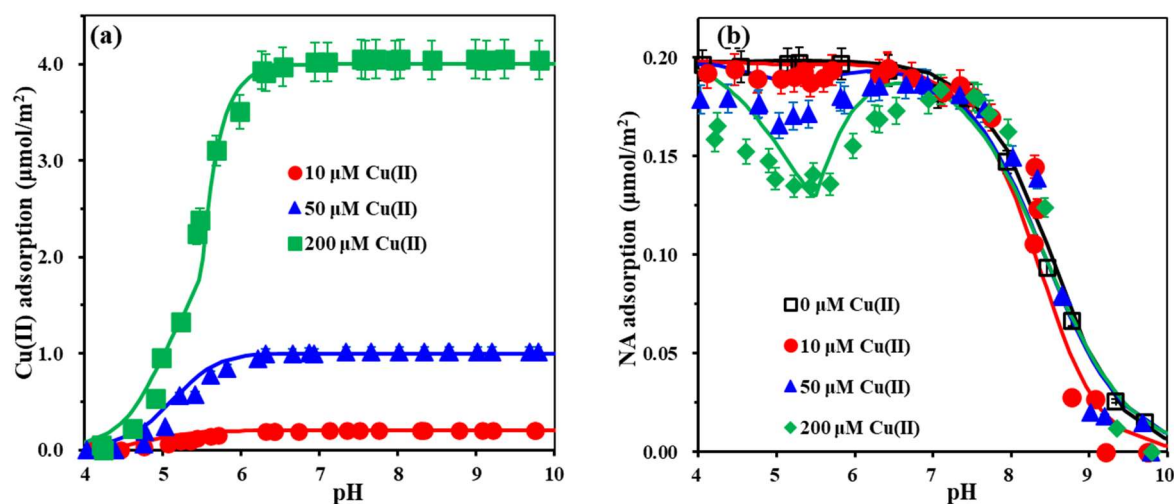 (a)
Cu(II) adsorption (μmol/m²)
4.0
3.0
2.0
1.0
0.0
10 μM Cu(II)
50 μM Cu(II)
200 μM Cu(II)
4 5 6 7 8 9 10
pH
(b)
NA adsorption (μmol/m²)
0.20
0.15
0.10
0.05
0.00
0 μM Cu(II)
10 μM Cu(II)
50 μM Cu(II)
200 μM Cu(II)
4 5 6 7 8 9 10
pH